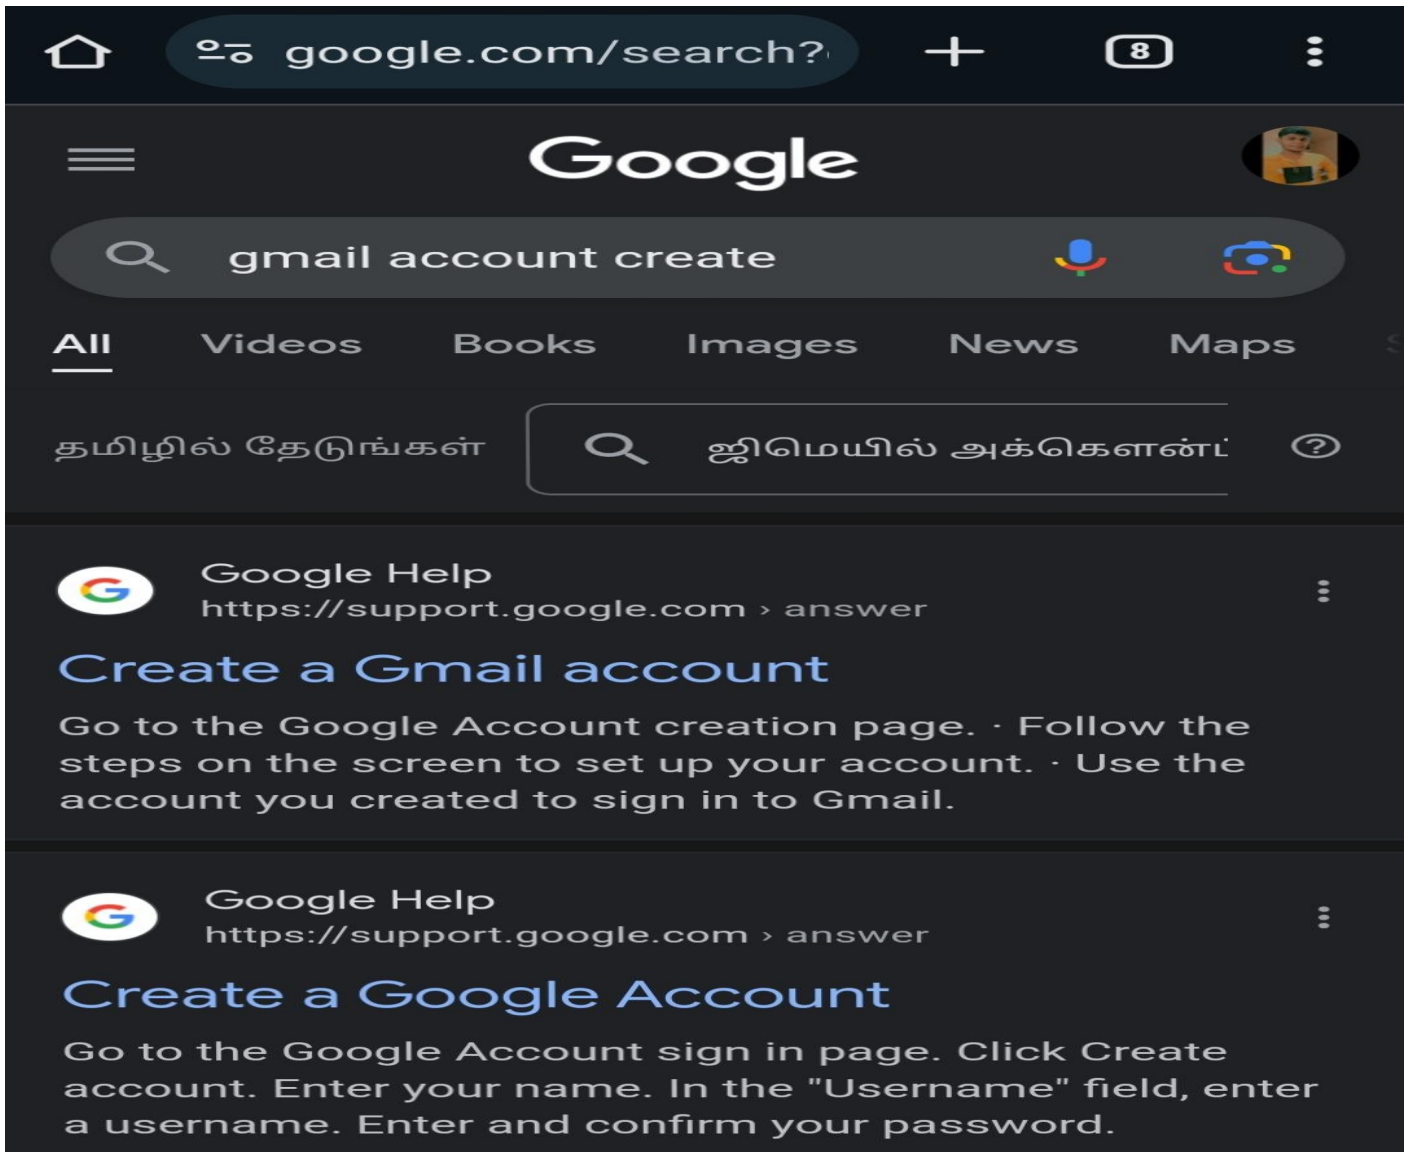 google.com/search?
8
Google
gmail account create
All Videos Books Images News Maps
தமிழில் தேடுங்கள்
ஜிமெயில் அக்கௌன்ட்
Google Help
https://support.google.com › answer
Create a Gmail account
Go to the Google Account creation page. · Follow the
steps on the screen to set up your account. · Use the
account you created to sign in to Gmail.
Google Help
https://support.google.com › answer
Create a Google Account
Go to the Google Account sign in page. Click Create
account. Enter your name. In the "Username" field, enter
a username. Enter and confirm your password.